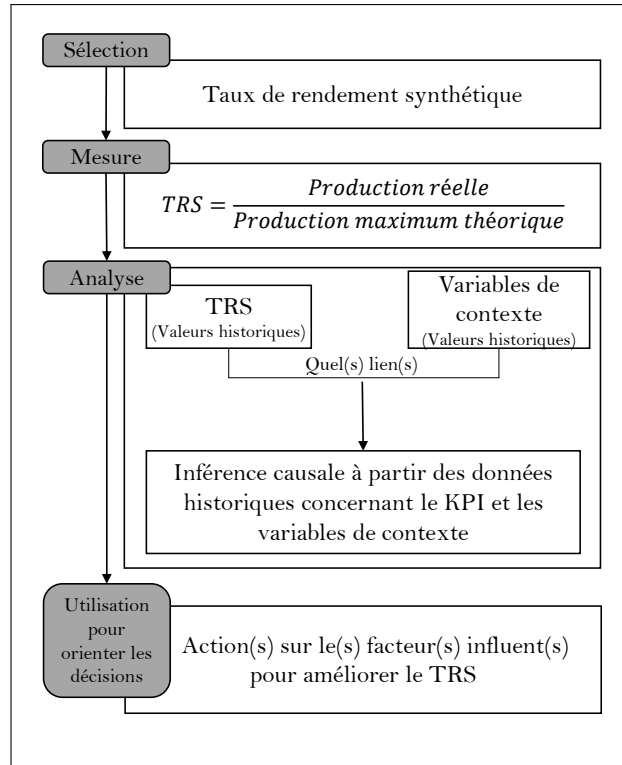 Sélection
Taux de rendement synthétique
Mesure
TRS = Production réelle / Production maximum théorique
Analyse
TRS
(Valeurs historiques)
Variables de
contexte
(Valeurs historiques)
Quel(s) lien(s)
Inférence causale à partir des données
historiques concernant le KPI et les
variables de contexte
Utilisation
pour
orienter les
décisions
Action(s) sur le(s) facteur(s) influent(s)
pour améliorer le TRS